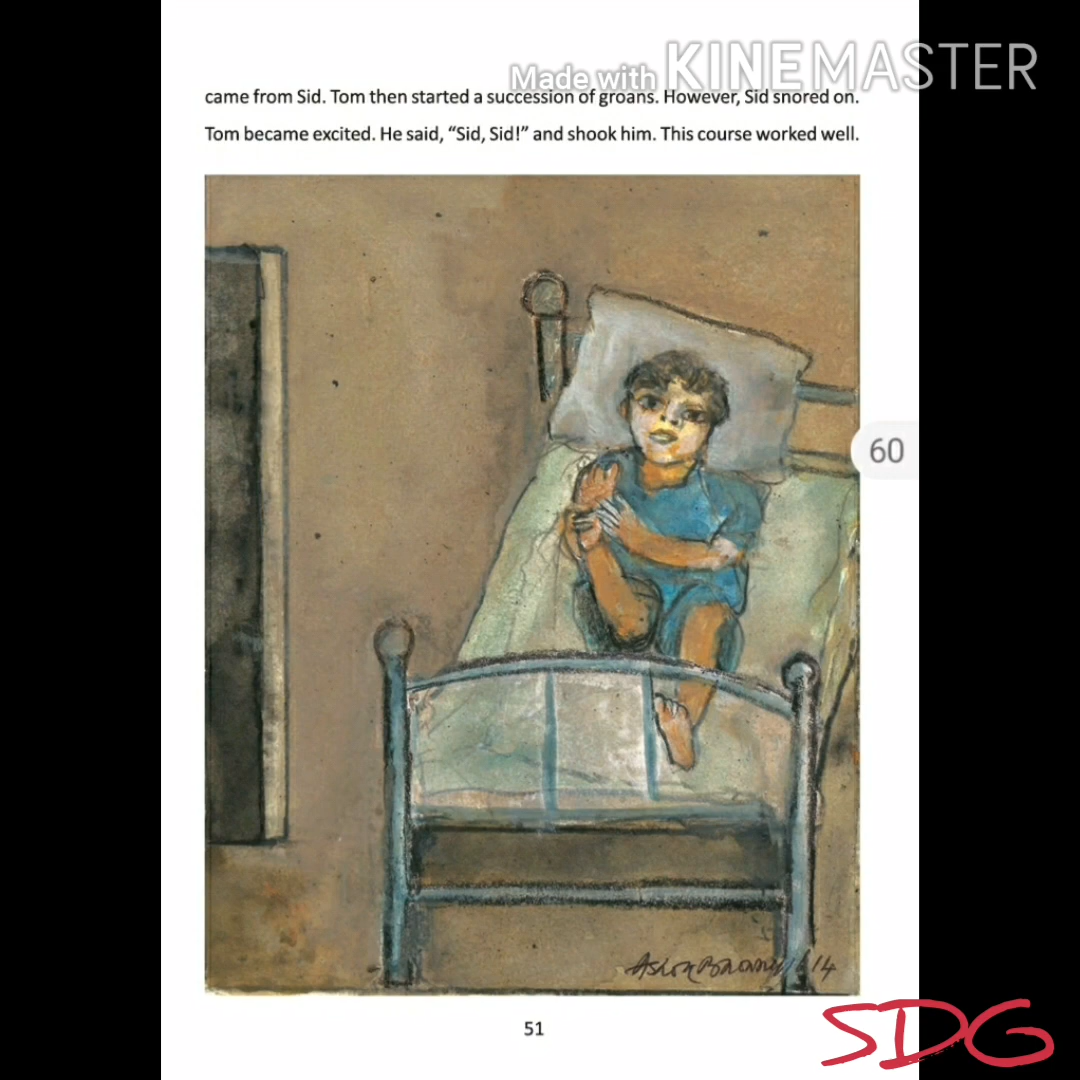 Made with KINEMASTER
came from Sid. Tom then started a succession of groans. However, Sid snored on.
Tom became excited. He said, “Sid, Sid!” and shook him. This course worked well.
60
51
SDG